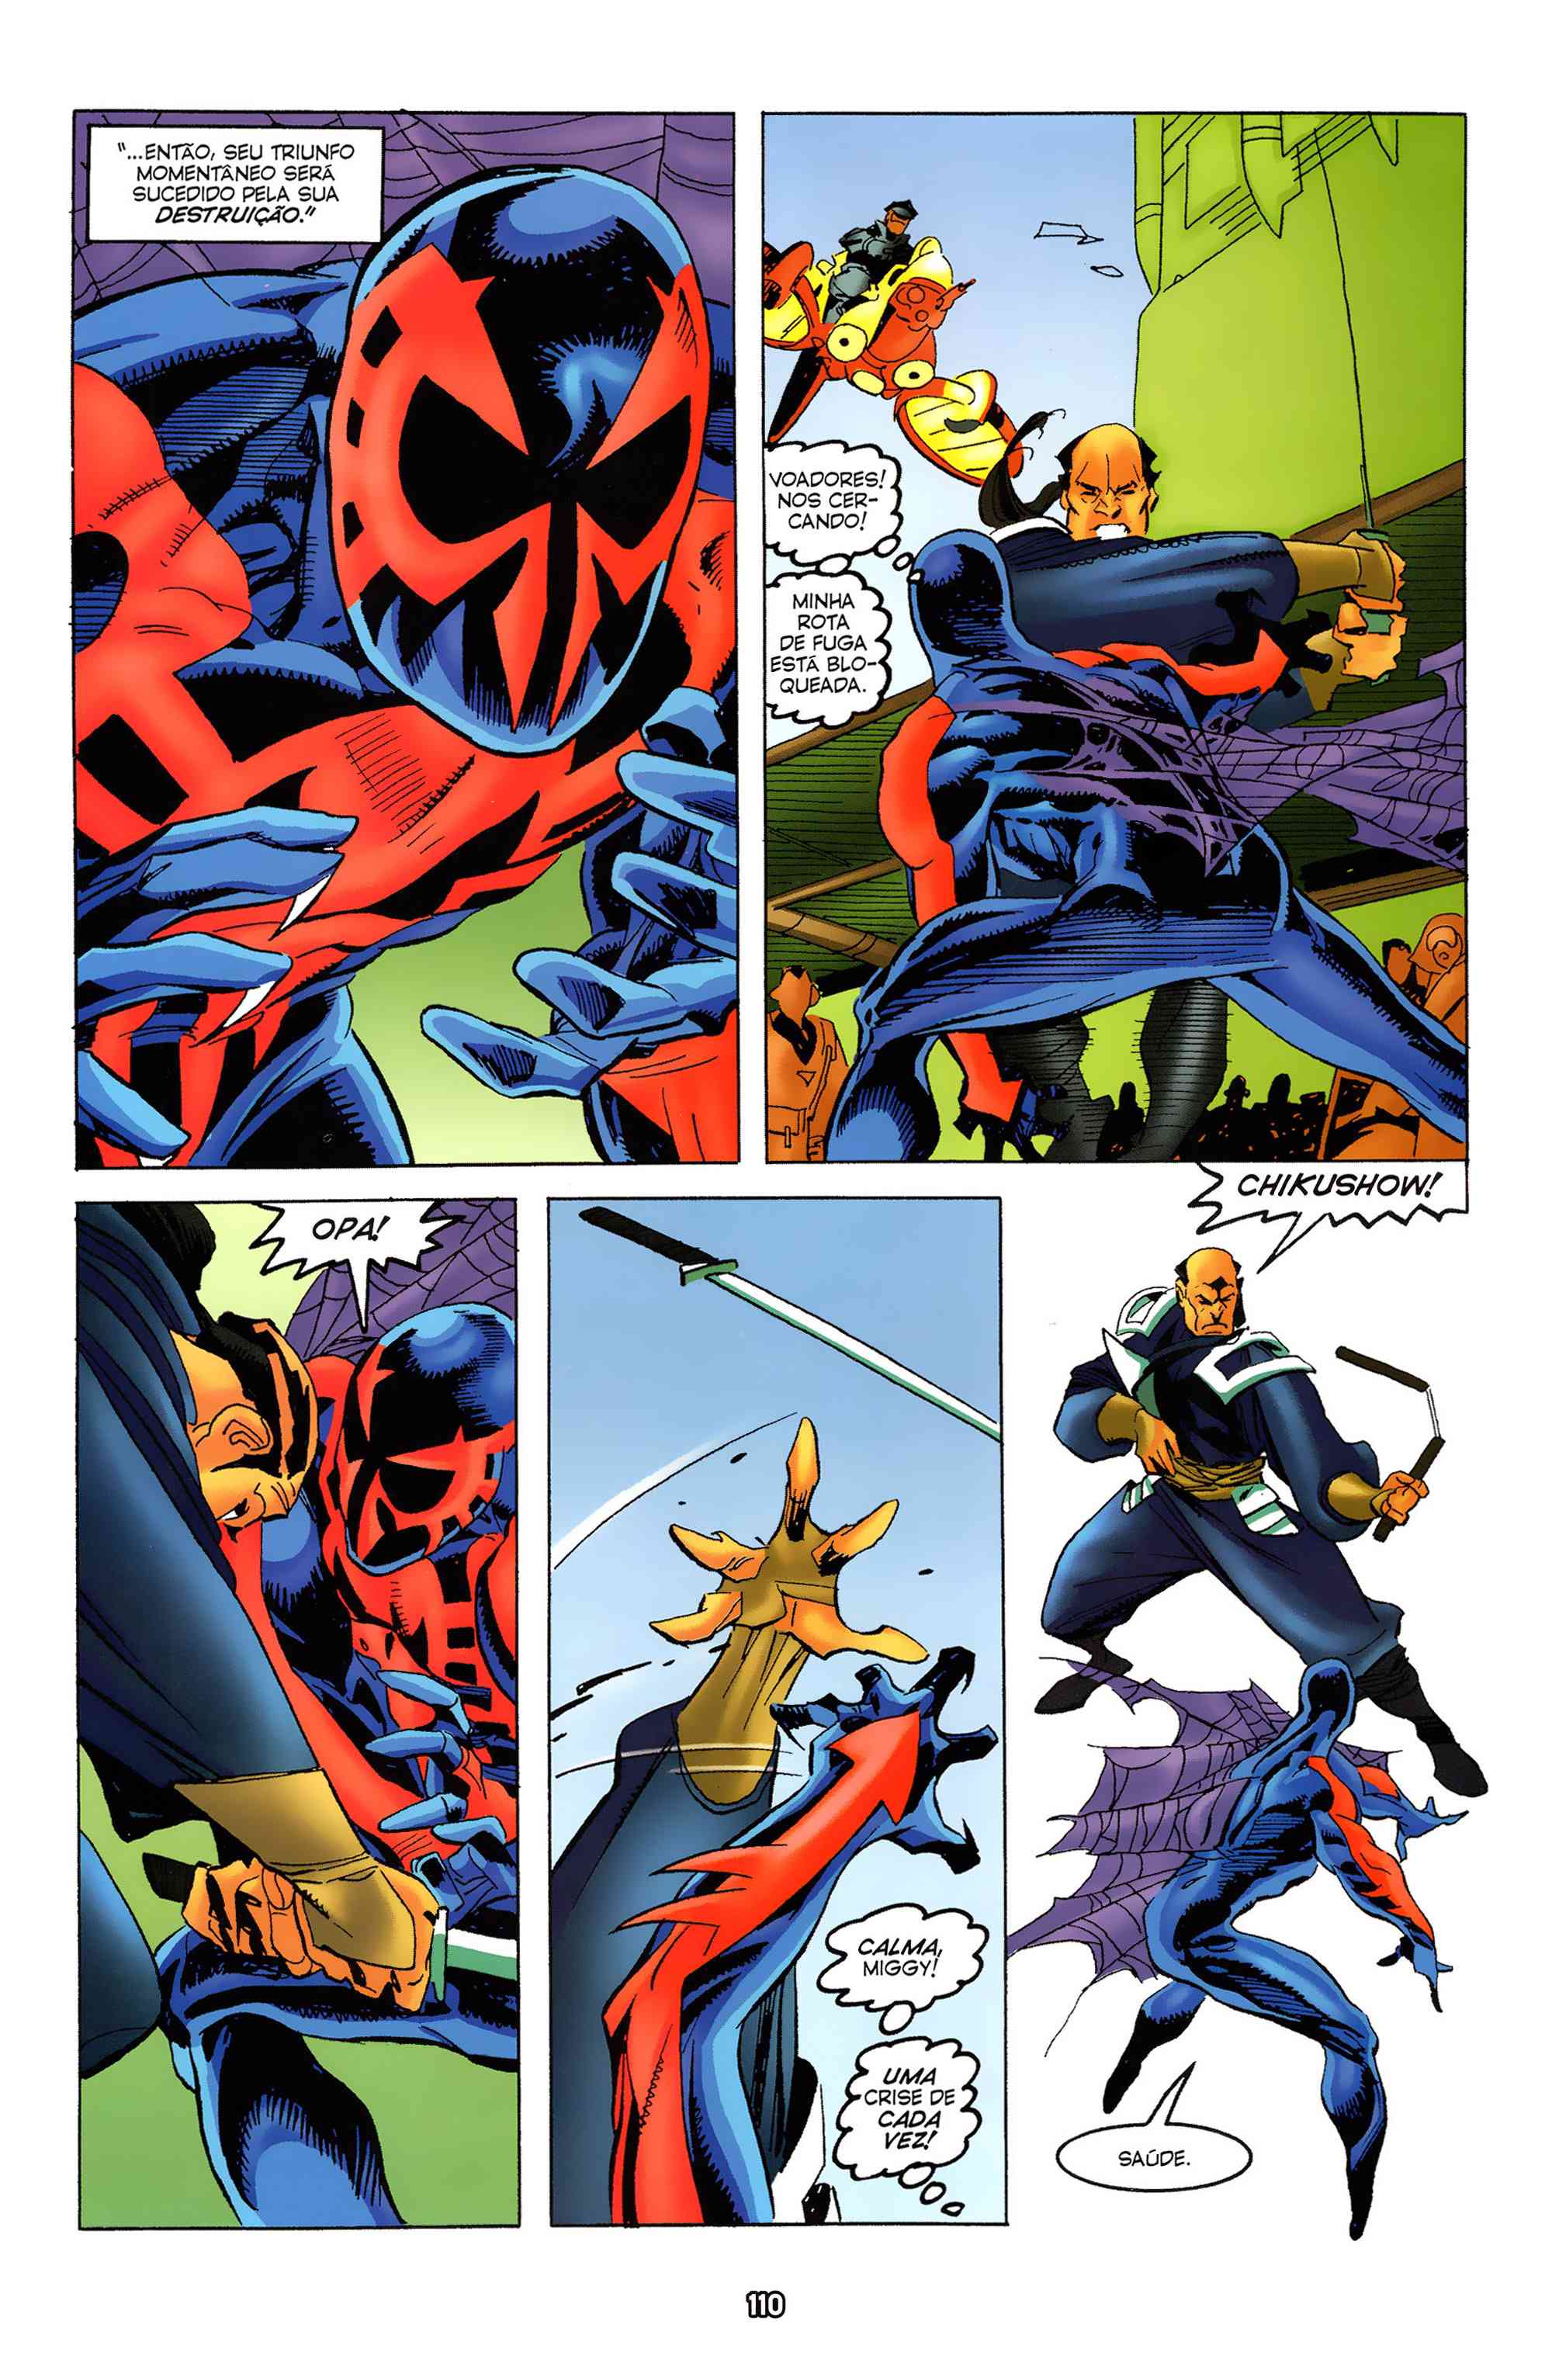 "...ENTÃO, SEU TRIUNFO
MOMENTÂNEO SERÁ
SUCEDIDO PELA SUA
DESTRUIÇÃO."
VOADORES!
NOS CER-
CANDO!
MINHA
ROTA
DE FUGA
ESTÁ BLO-
QUEADA.
OPA!
CALMA,
MIGGY!
UMA
CRISE DE
CADA
VEZ!
CHIKUSHOW!
SAÚDE.
110